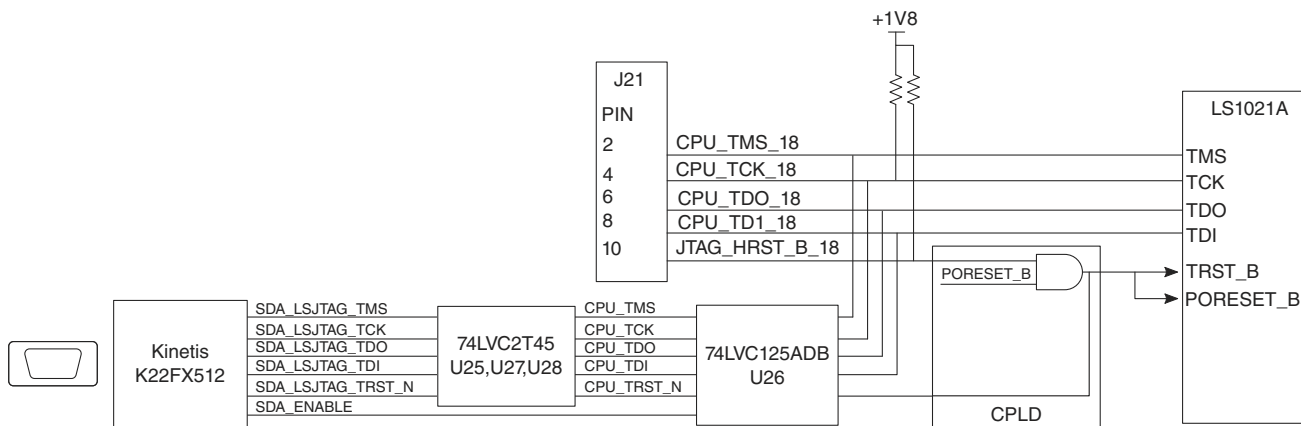 +1V8
J21
PIN
2
4
6
8
10
CPU_TMS_18
CPU_TCK_18
CPU_TDO_18
CPU_TD1_18
JTAG_HRST_B_18
PORESET_B
LS1021A
TMS
TCK
TDO
TDI
TRST_B
PORESET_B
Kinetis
K22FX512
SDA_LSJTAG_TMS
SDA_LSJTAG_TCK
SDA_LSJTAG_TDO
SDA_LSJTAG_TDI
SDA_LSJTAG_TRST_N
SDA_ENABLE
74LVC2T45
U25,U27,U28
CPU_TMS
CPU_TCK
CPU_TDO
CPU_TDI
CPU_TRST_N
74LVC125ADB
U26
CPLD